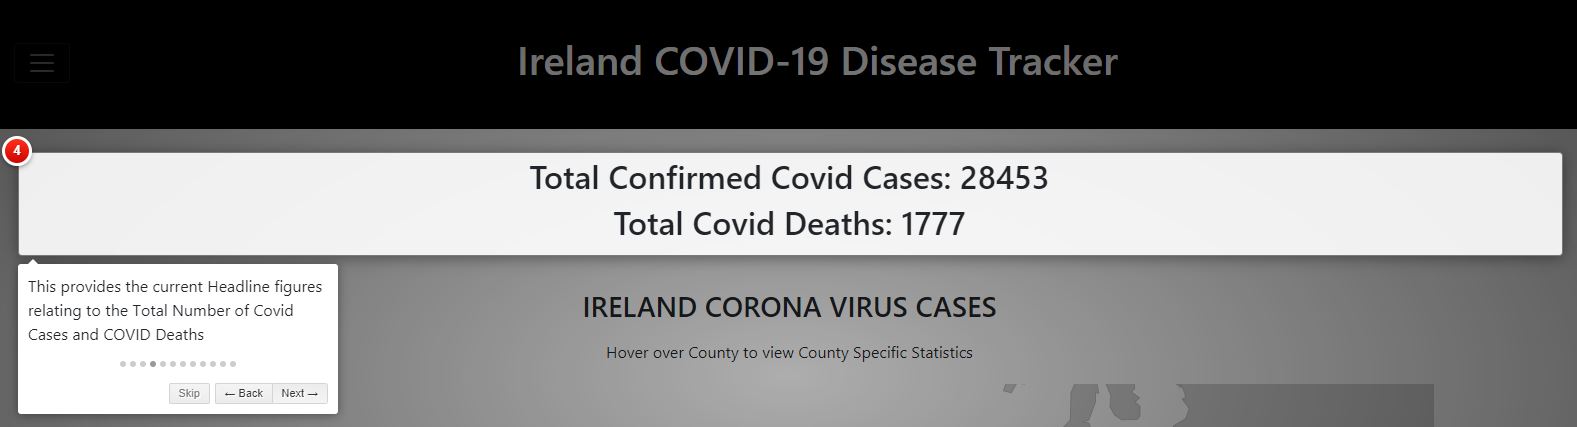 Ireland COVID-19 Disease Tracker
4
Total Confirmed Covid Cases: 28453
Total Covid Deaths: 1777
This provides the current Headline figures
relating to the Total Number of Covid
Cases and COVID Deaths
Skip
← Back
Next →
IRELAND CORONA VIRUS CASES
Hover over County to view County Specific Statistics